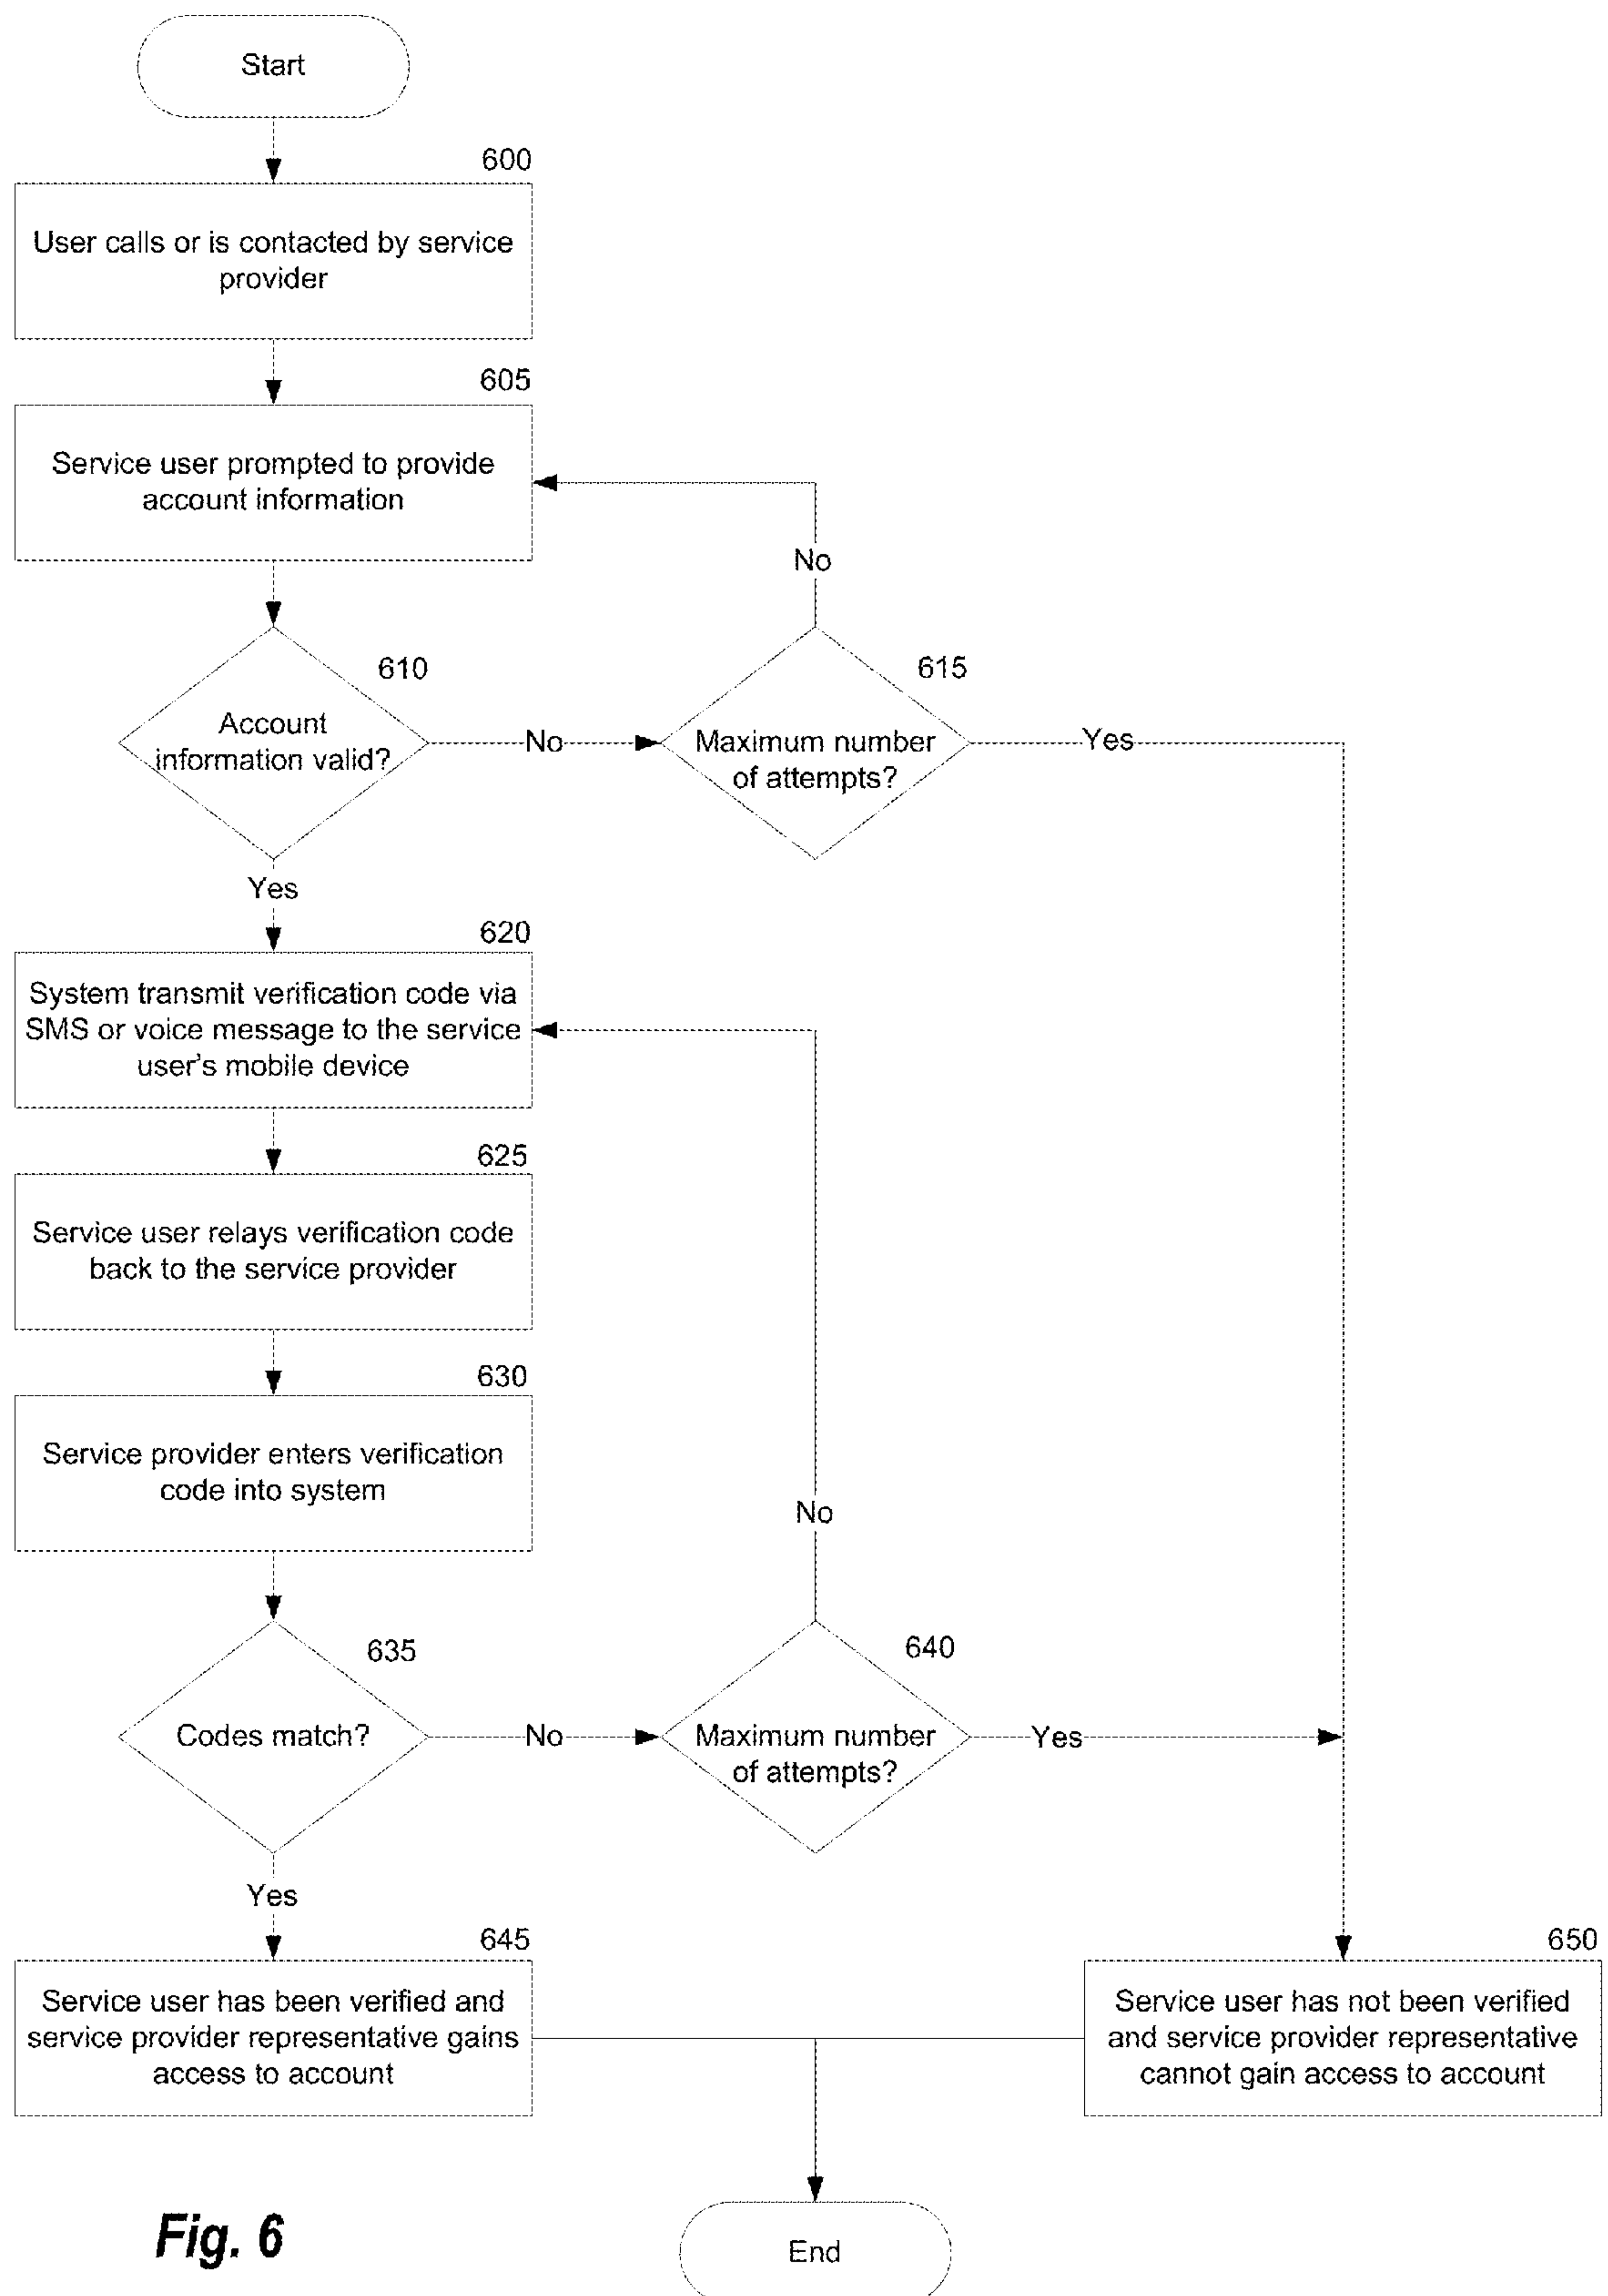 Start
600
User calls or is contacted by service
provider
605
Service user prompted to provide
account information
No
610
Account
information valid?
No
615
Maximum number
of attempts?
Yes
Yes
620
System transmit verification code via
SMS or voice message to the service
user's mobile device
625
Service user relays verification code
back to the service provider
630
Service provider enters verification
code into system
No
635
Codes match?
No
640
Maximum number
of attempts?
Yes
Yes
645
Service user has been verified and
service provider representative gains
access to account
650
Service user has not been verified
and service provider representative
cannot gain access to account
Fig. 6
End